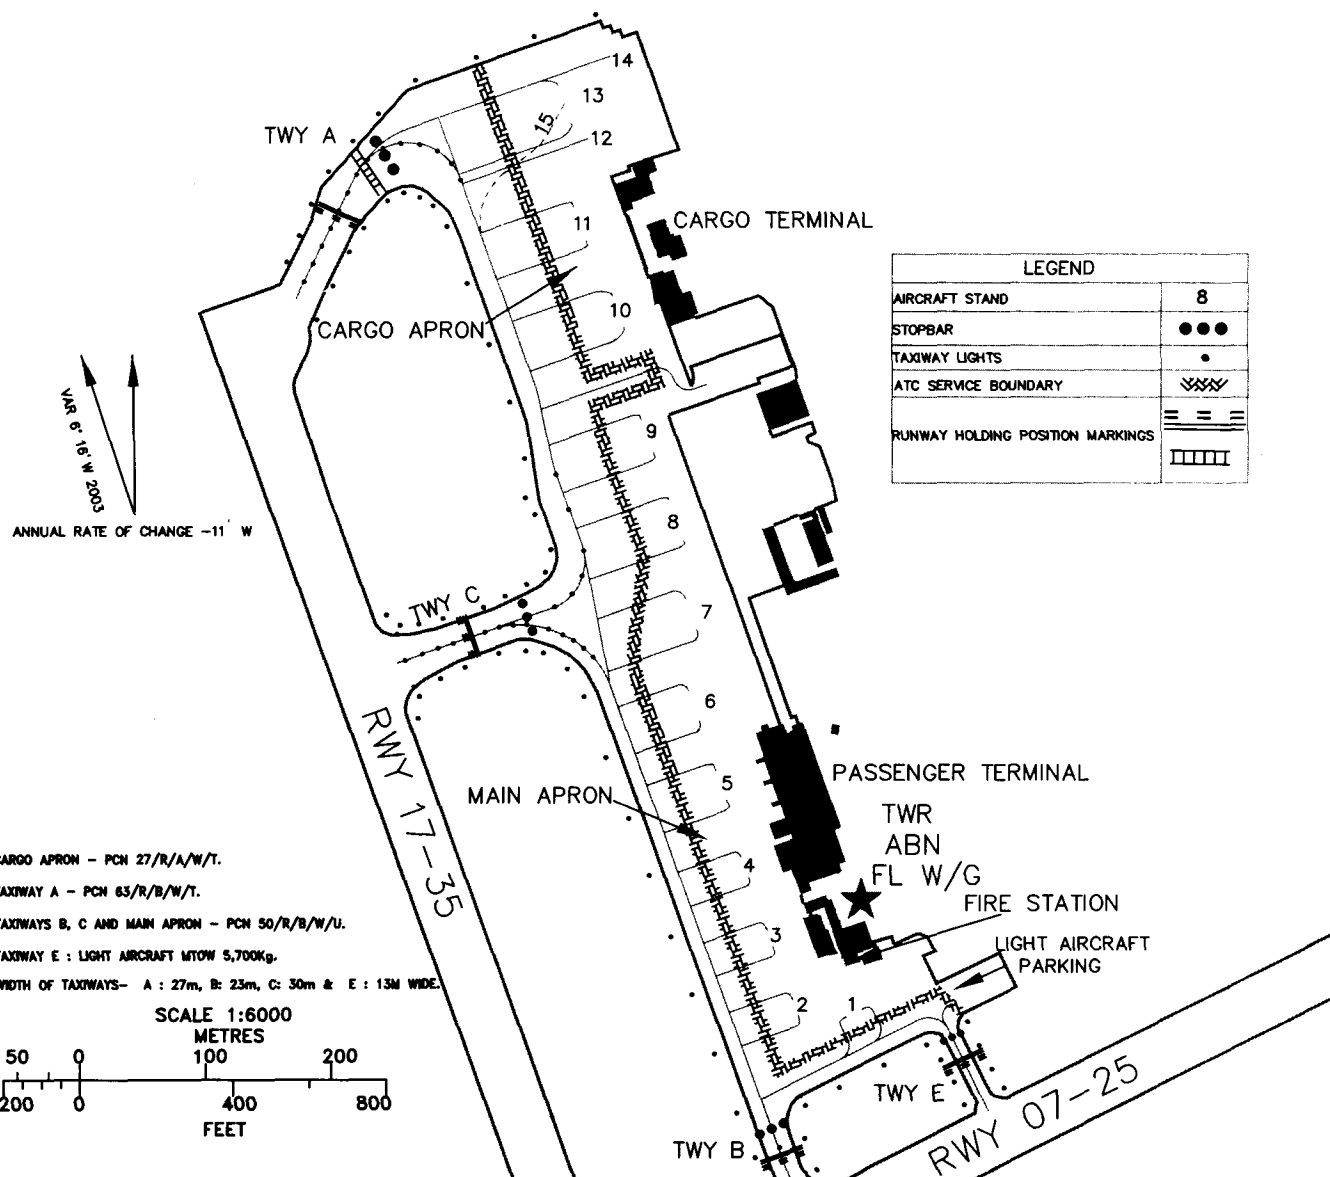 14
13
15
12
TWY A
11
CARGO TERMINAL
10
CARGO APRON
LEGEND
AIRCRAFT STAND 8
STOPBAR
TAXIWAY LIGHTS
ATC SERVICE BOUNDARY
RUNWAY HOLDING POSITION MARKINGS
VAR 6° 16' W 2003
ANNUAL RATE OF CHANGE -11' W
9
8
TWY C
7
6
RWY 17-35
5
MAIN APRON
PASSENGER TERMINAL
TWR
ABN
FL W/G
4
FIRE STATION
3
LIGHT AIRCRAFT
PARKING
2
1
CARGO APRON - PCN 27/R/A/W/T.
TAXIWAY A - PCN 63/R/B/W/T.
TAXIWAYS B, C AND MAIN APRON - PCN 50/R/B/W/U.
TAXIWAY E : LIGHT AIRCRAFT MTOW 5,700Kg.
WIDTH OF TAXIWAYS- A : 27m, B: 23m, C: 30m & E : 13M WIDE.
SCALE 1:6000
METRES
50 0 100 200
200 0 400 800
FEET
TWY E
RWY 07-25
TWY B